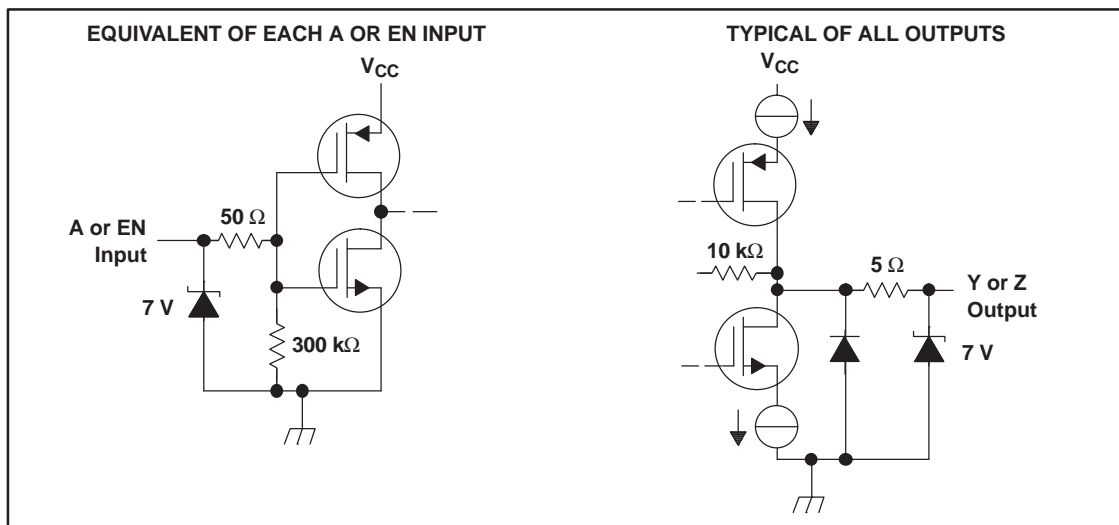 EQUIVALENT OF EACH A OR EN INPUT
VCC
50 Ω
A or EN
Input
7 V
300 kΩ
TYPICAL OF ALL OUTPUTS
VCC
10 kΩ
5 Ω
Y or Z
Output
7 V